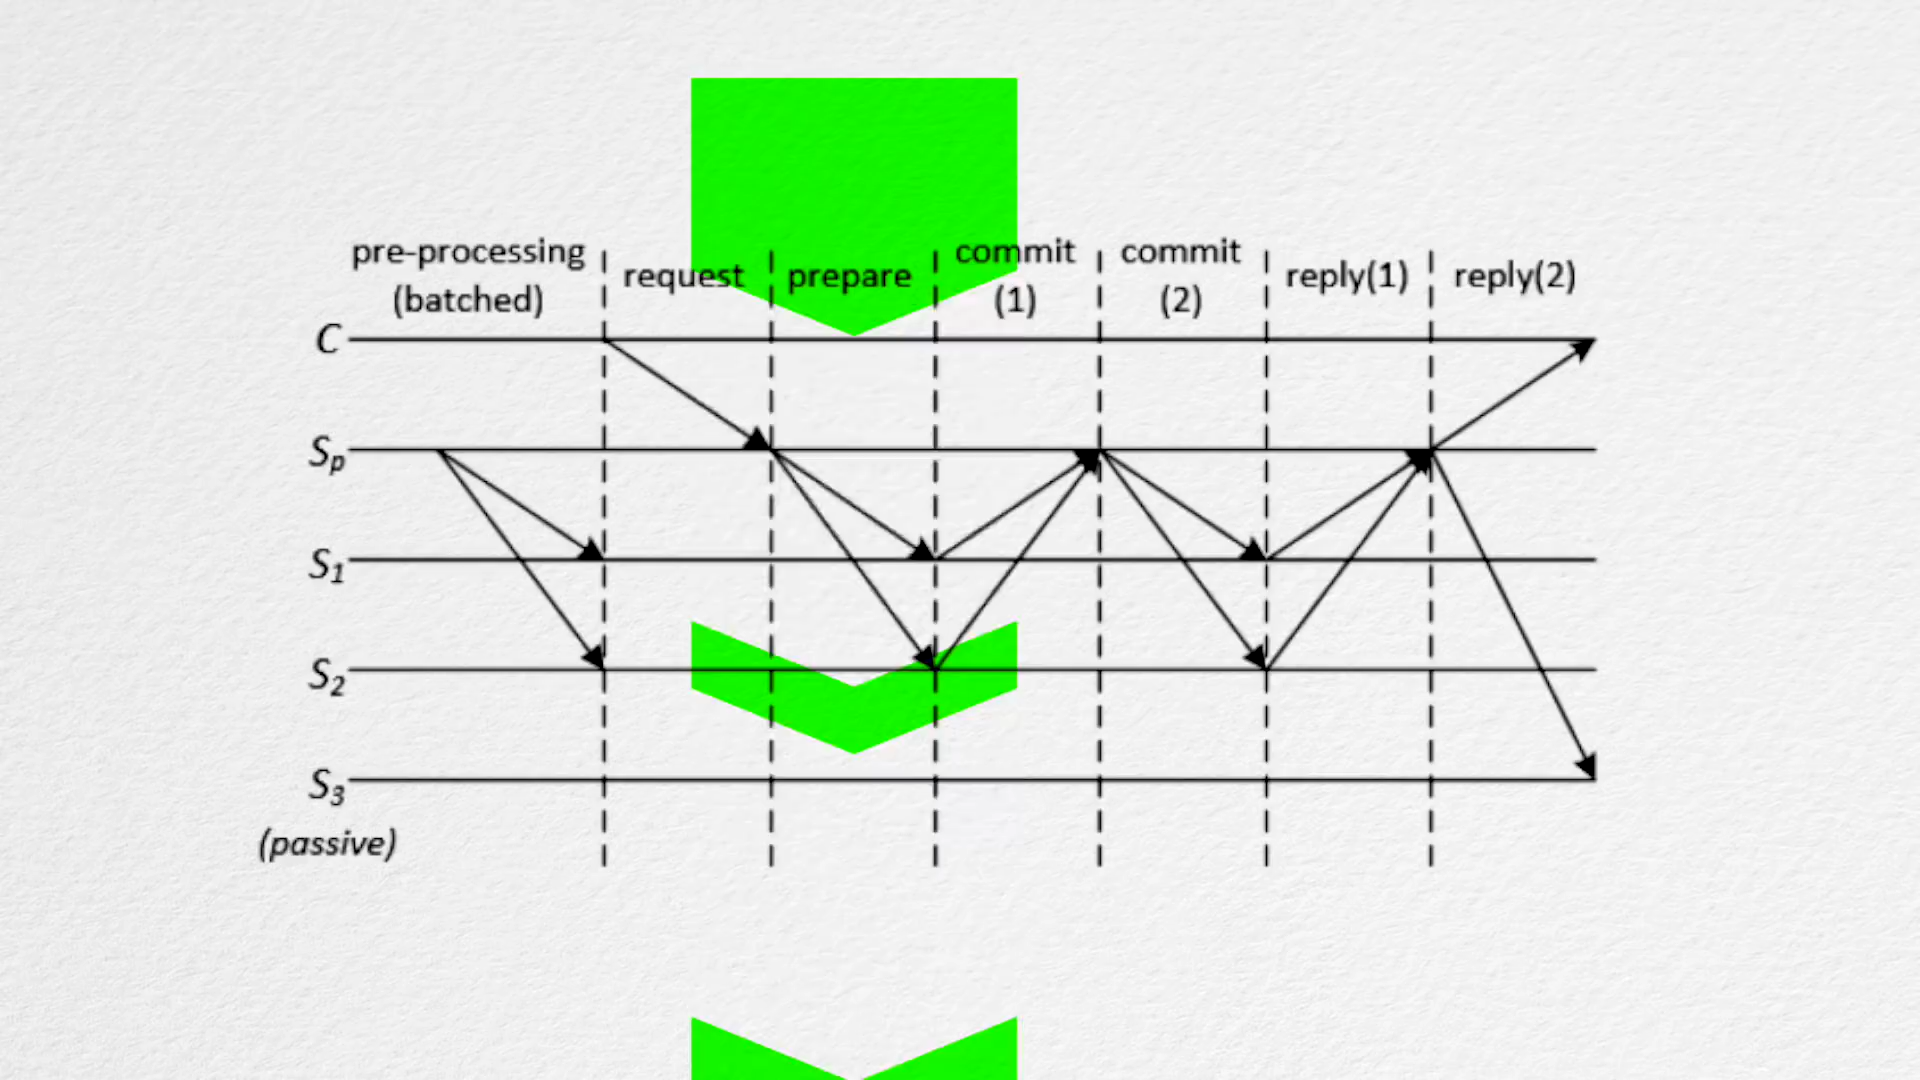 pre-processing
(batched)
request
prepare
commit
(1)
commit
(2)
reply(1)
reply(2)
C
Sp
S1
S2
S3
(passive)